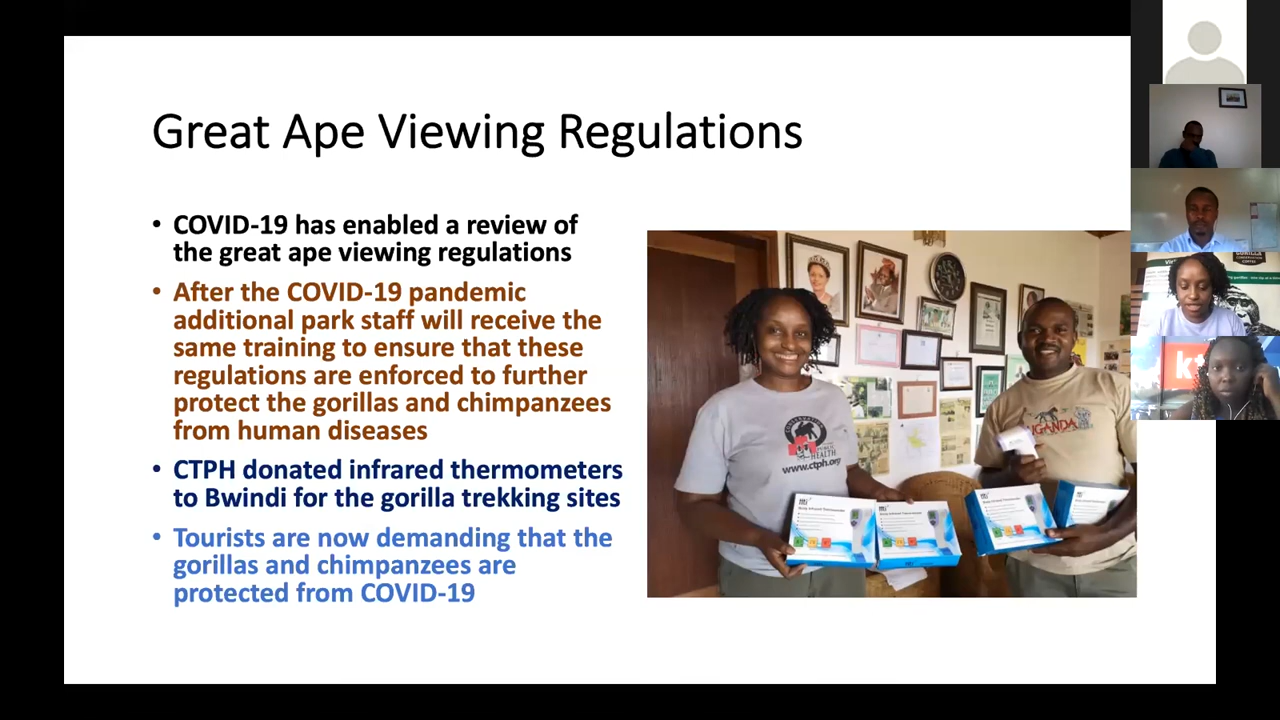 Great Ape Viewing Regulations
• COVID-19 has enabled a review of
the great ape viewing regulations
• After the COVID-19 pandemic
additional park staff will receive the
same training to ensure that these
regulations are enforced to further
protect the gorillas and chimpanzees
from human diseases
• CTPH donated infrared thermometers
to Bwindi for the gorilla trekking sites
• Tourists are now demanding that the
gorillas and chimpanzees are
protected from COVID-19
CONSERVATION
PUBLIC
HEALTH
www.ctph.org
UGANDA
GORILLA